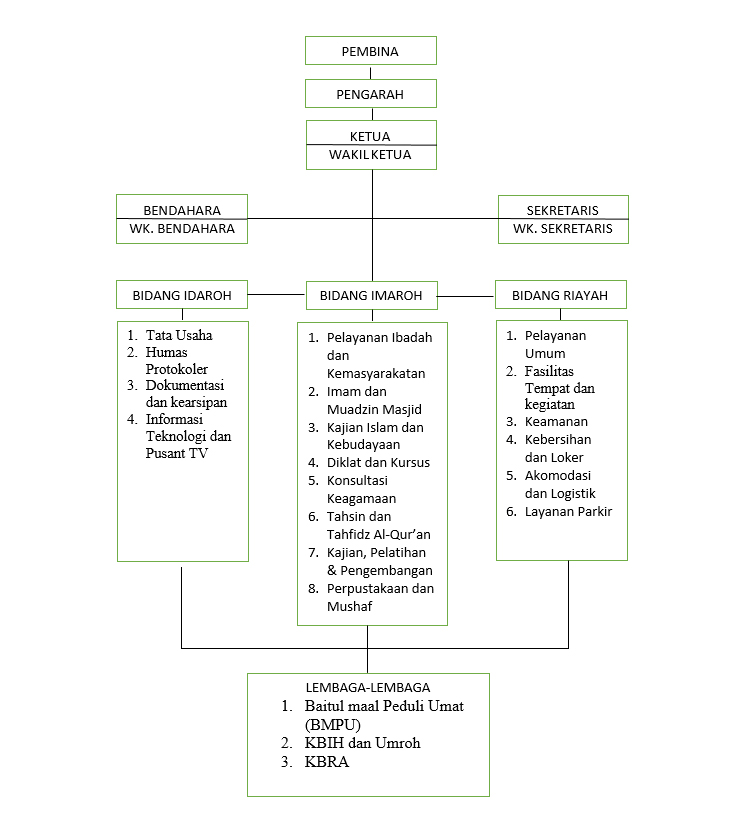 PEMBINA
PENGARAH
KETUA
WAKIL KETUA
BENDAHARA
WK. BENDAHARA
SEKRETARIS
WK. SEKRETARIS
BIDANG IDAROH
BIDANG IMAROH
BIDANG RIAYAH
1. Tata Usaha
2. Humas
Protokoler
3. Dokumentasi
dan kearsipan
4. Informasi
Teknologi dan
Pusant TV
1. Pelayanan Ibadah
dan
Kemasyarakatan
2. Imam dan
Muadzin Masjid
3. Kajian Islam dan
Kebudayaan
4. Diklat dan Kursus
5. Konsultasi
Keagamaan
6. Tahsin dan
Tahfidz Al-Qur’an
7. Kajian, Pelatihan
& Pengembangan
8. Perpustakaan dan
Mushaf
1. Pelayanan
Umum
2. Fasilitas
Tempat dan
kegiatan
3. Keamanan
4. Kebersihan
dan Loker
5. Akomodasi
dan Logistik
6. Layanan Parkir
LEMBAGA-LEMBAGA
1. Baitul maal Peduli Umat
(BMPU)
2. KBIH dan Umroh
3. KBRA